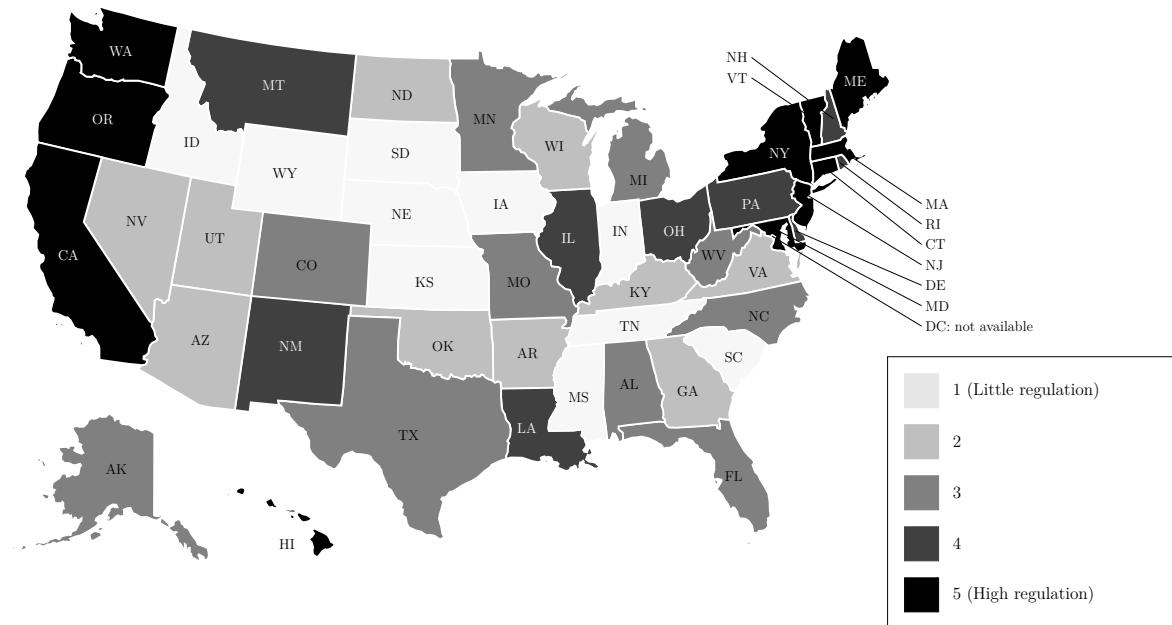 WA
OR
CA
ID
NV
MT
WY
UT
CO
AZ
NM
ND
SD
NE
KS
OK
TX
MN
IA
MO
AR
LA
WI
IL
MI
IN
OH
KY
TN
MS
AL
GA
FL
SC
NC
VA
WV
PA
NY
ME
NH
VT
MA
RI
CT
NJ
DE
MD
DC: not available
AK
HI
1 (Little regulation)
2
3
4
5 (High regulation)